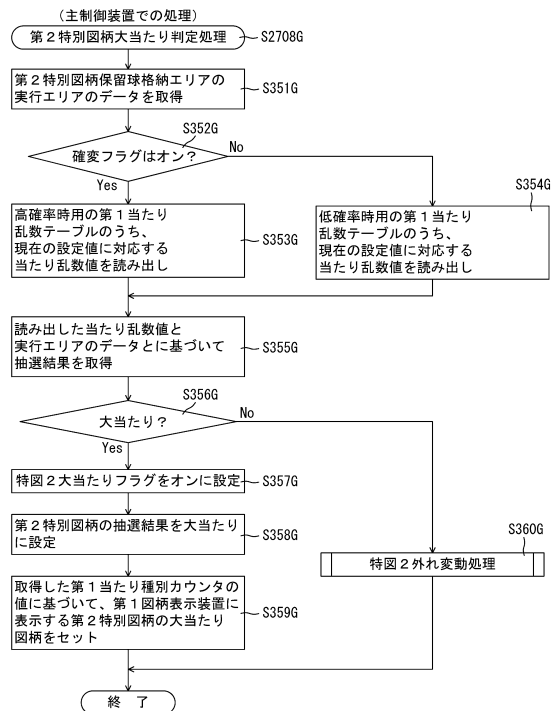 (主制御装置での処理)
第2特別図柄大当たり判定処理
S2708G
第2特別図柄保留球格納エリアの
実行エリアのデータを取得
S351G
S352G
確変フラグはオン?
No
Yes
S354G
高確率時用の第1当たり
乱数テーブルのうち、
現在の設定値に対応する
当たり乱数値を読み出し
S353G
低確率時用の第1当たり
乱数テーブルのうち、
現在の設定値に対応する
当たり乱数値を読み出し
読み出した当たり乱数値と
実行エリアのデータとに基づいて
抽選結果を取得
S355G
S356G
大当たり?
No
Yes
特図2大当たりフラグをオンに設定
S357G
第2特別図柄の抽選結果を大当たり
に設定
S358G
S360G
特図2外れ変動処理
取得した第1当たり種別カウンタの
値に基づいて、第1図柄表示装置に
表示する第2特別図柄の大当たり
図柄をセット
S359G
終 了